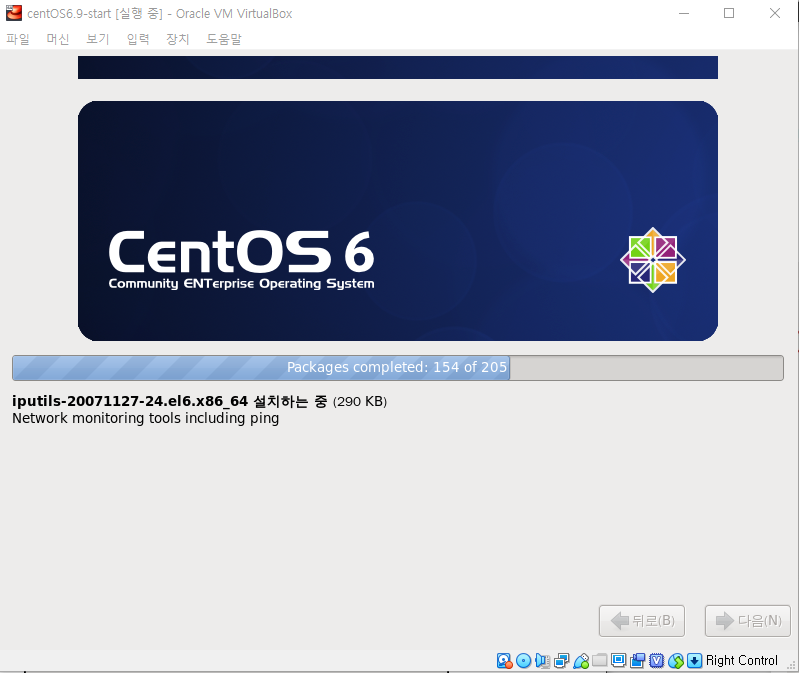 centOS6.9-start [실행 중] - Oracle VM VirtualBox
파일 머신 보기 입력 장치 도움말
CentOS 6
Community ENTerprise Operating System
Packages completed: 154 of 205
iputils-20071127-24.el6.x86_64 설치하는 중 (290 KB)
Network monitoring tools including ping
뒤로(B) 다음(N)
Right Control